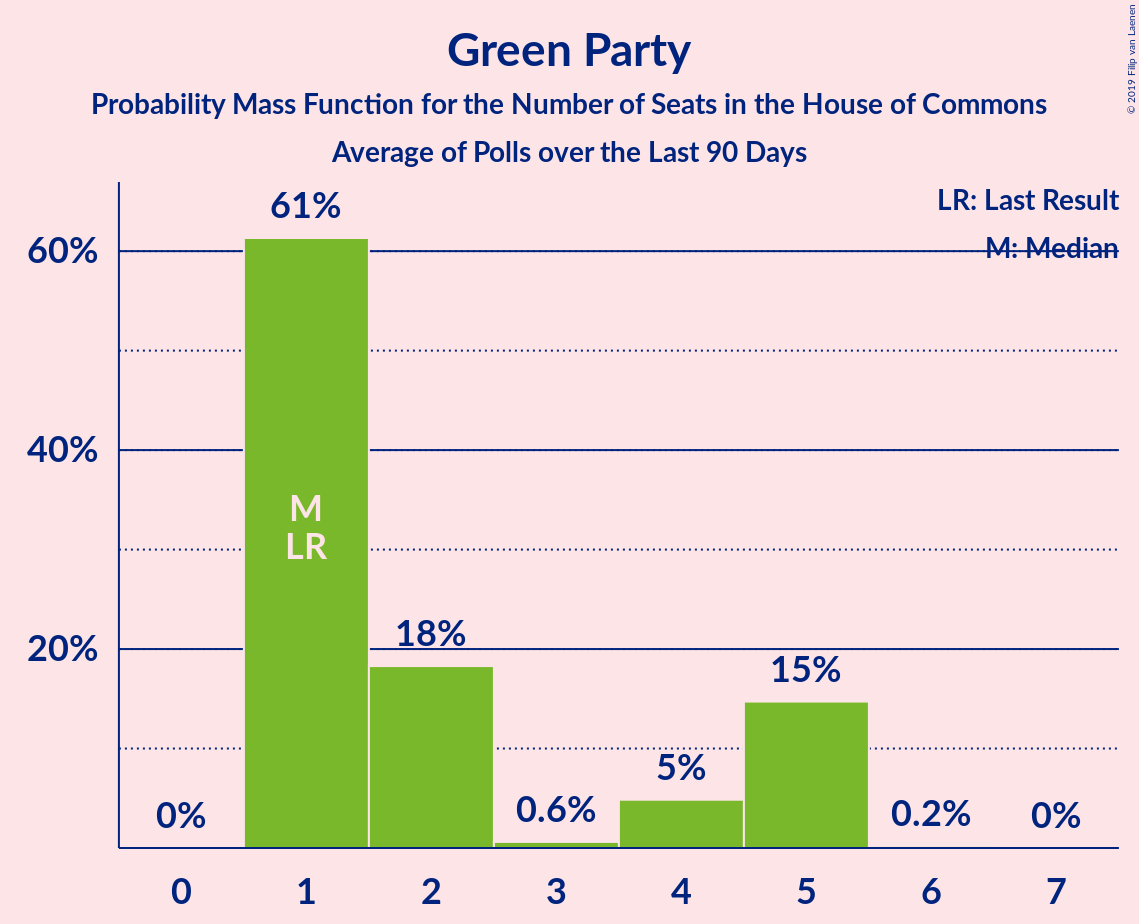 Green Party
Probability Mass Function for the Number of Seats in the House of Commons
Average of Polls over the Last 90 Days
© 2019 Filip van Laenen
LR: Last Result
M: Median
60%
40%
20%
0%
61%
M
LR
18%
0.6%
5%
15%
0.2%
0%
0 1 2 3 4 5 6 7